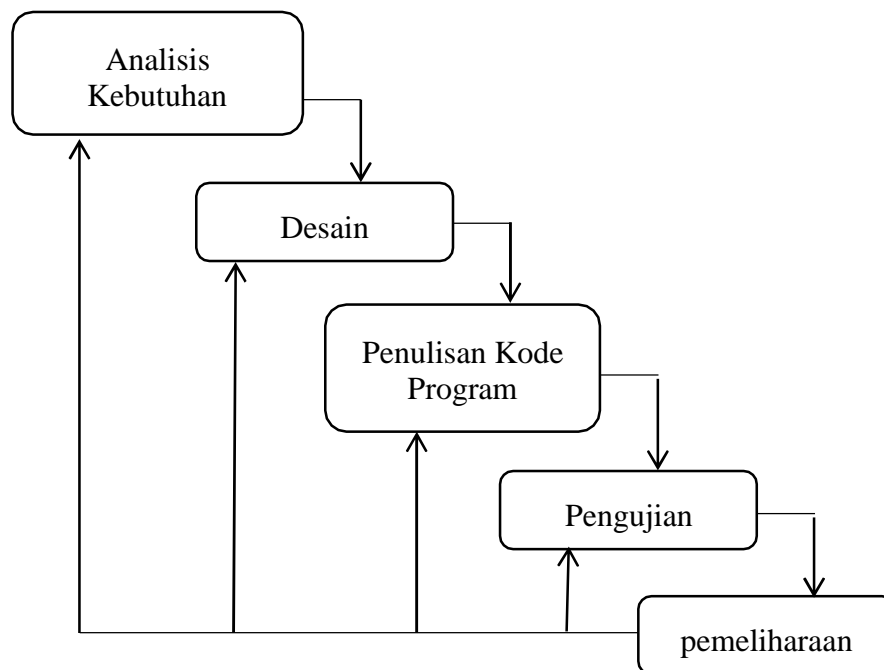 Analisis
Kebutuhan
Desain
Penulisan Kode
Program
Pengujian
pemeliharaan